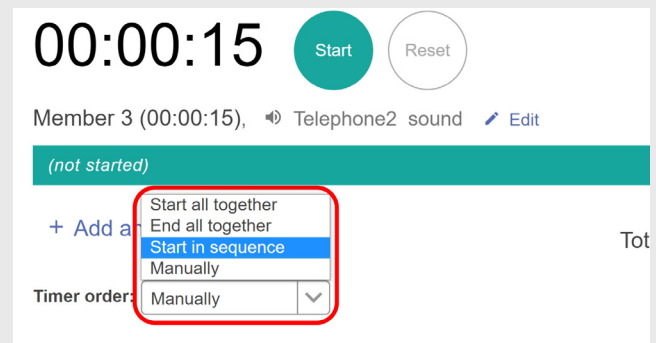 00:00:15 Start Reset
Member 3 (00:00:15), Telephone2 sound Edit
(not started)
Start all together
+ Add a
End all together
Start in sequence
Manually
Timer order: Manually